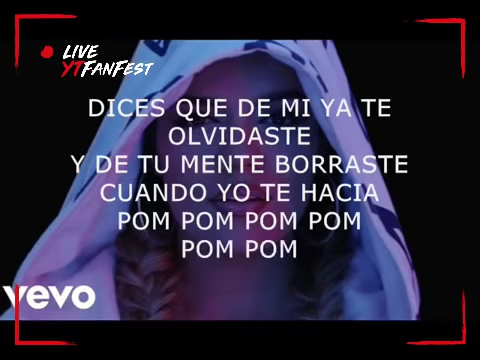 LIVE
YTFANFEST
DICES QUE DE MI YA TE
OLVIDASTE
Y DE TU MENTE BORRASTE
CUANDO YO TE HACIA
POM POM POM POM
POM POM
vevo